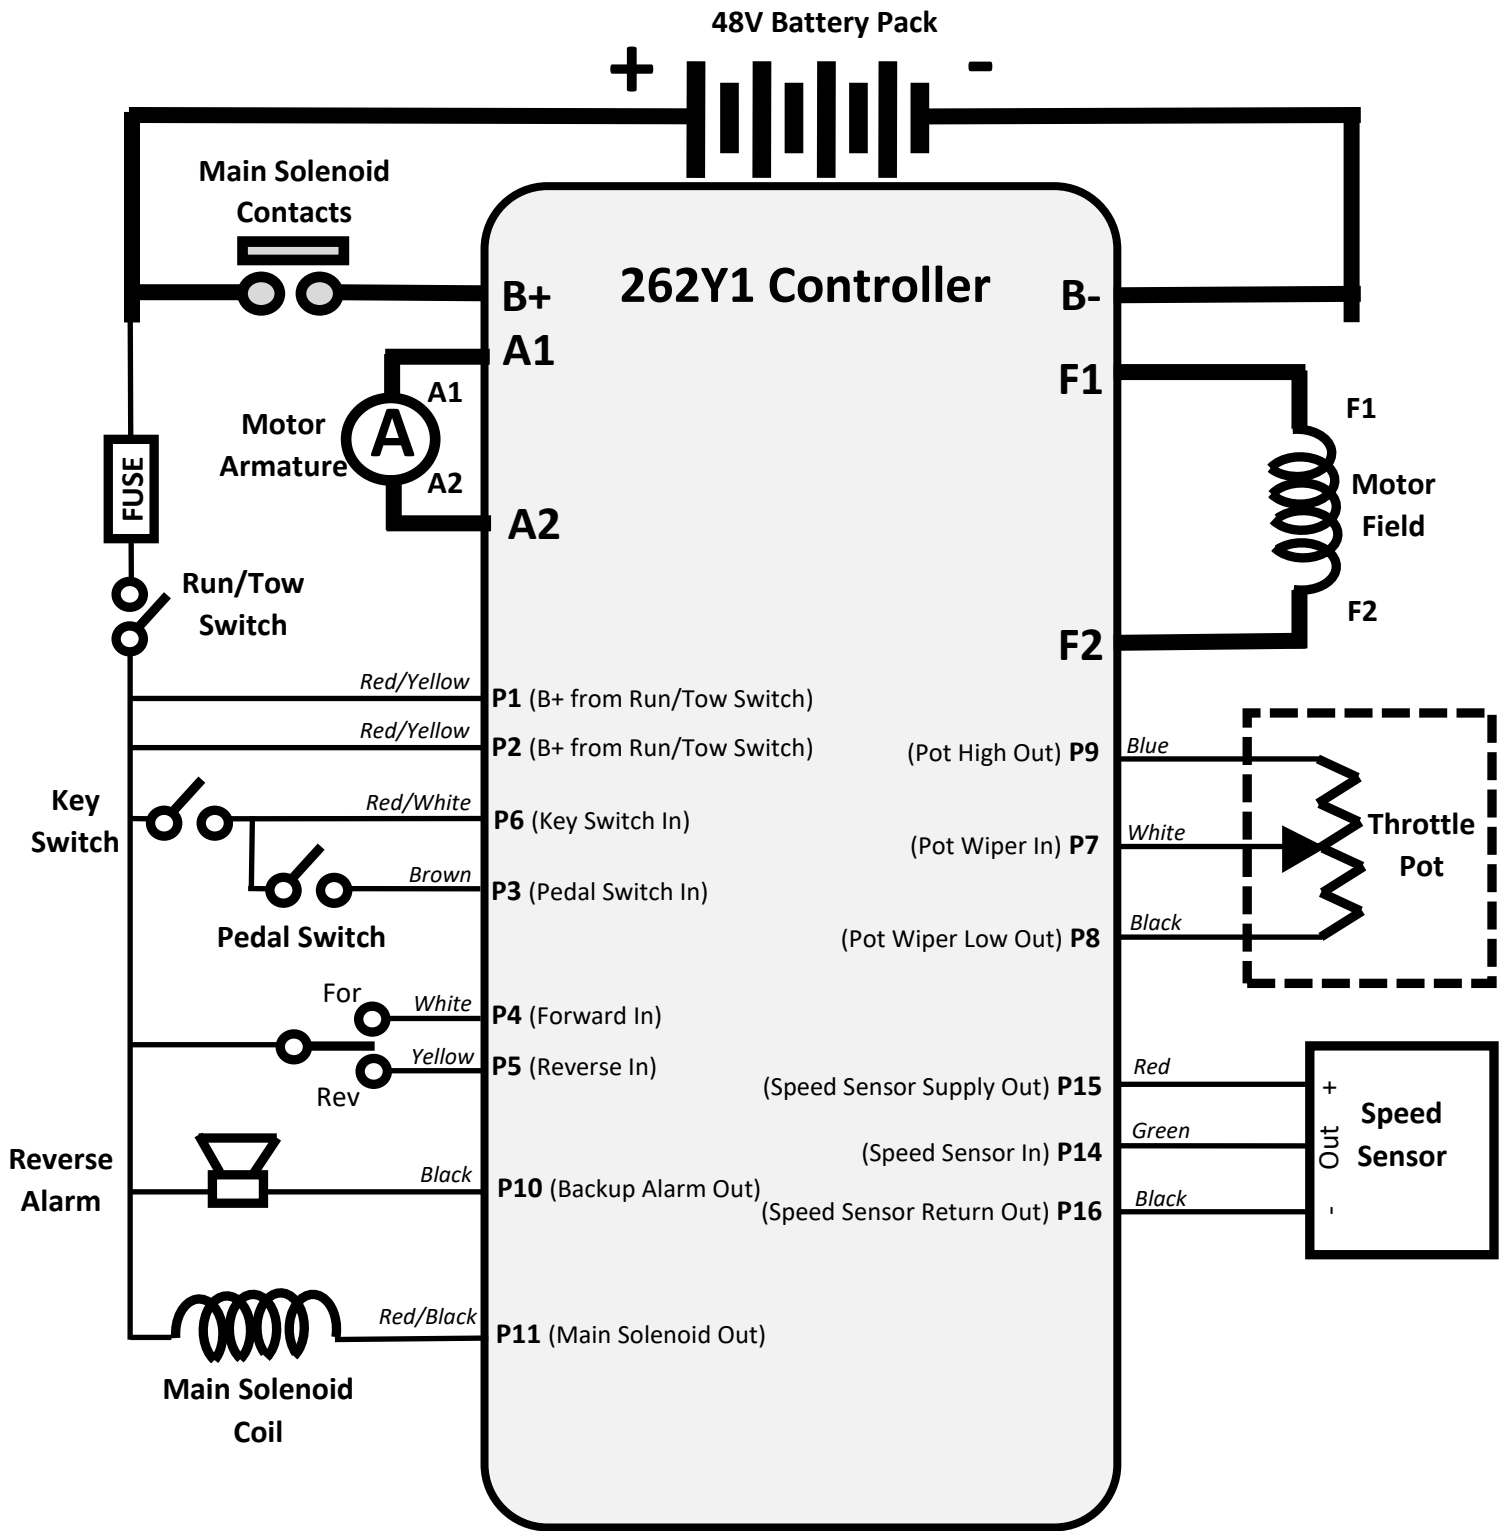 48V Battery Pack
+ -
Main Solenoid
Contacts
262Y1 Controller
B+
B-
A1
F1
A1
F1
Motor
Armature
A
FUSE
A2
Motor
Field
A2
Run/Tow
Switch
F2
F2
Red/Yellow
P1 (B+ from Run/Tow Switch)
Red/Yellow
P2 (B+ from Run/Tow Switch)
(Pot High Out) P9
Blue
Key
Switch
Red/White
P6 (Key Switch In)
(Pot Wiper In) P7
White
Throttle
Pot
Brown
P3 (Pedal Switch In)
Pedal Switch
(Pot Wiper Low Out) P8
Black
For
White
P4 (Forward In)
Yellow
P5 (Reverse In)
Rev
(Speed Sensor Supply Out) P15
Red
+
Speed
Sensor
(Speed Sensor In) P14
Green
Out
Reverse
Alarm
Black
P10 (Backup Alarm Out)
(Speed Sensor Return Out) P16
Black
-
Red/Black
P11 (Main Solenoid Out)
Main Solenoid
Coil